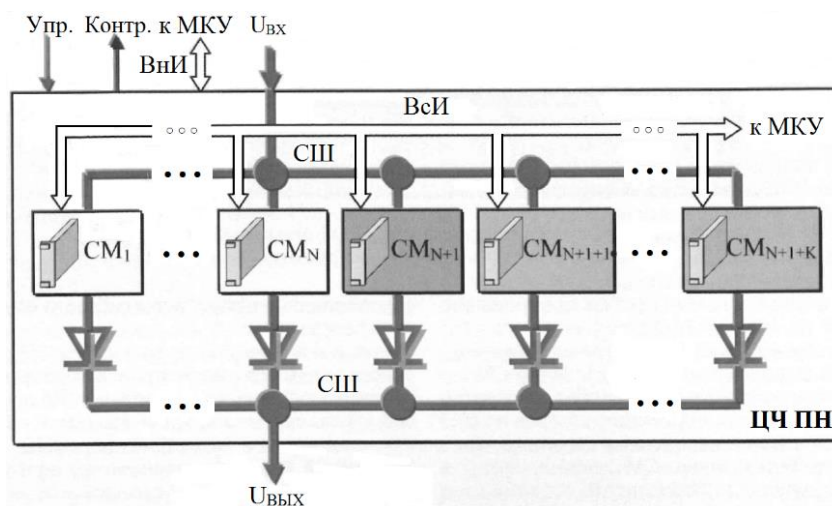 Упр. Контр. к МКУ U_ВХ
ВнИ
ВсИ
к МКУ
СШ
СМ_1 СМ_N СМ_N+1 СМ_N+1+1 СМ_N+1+K
СШ
ЦЧ ПН
U_ВЫХ